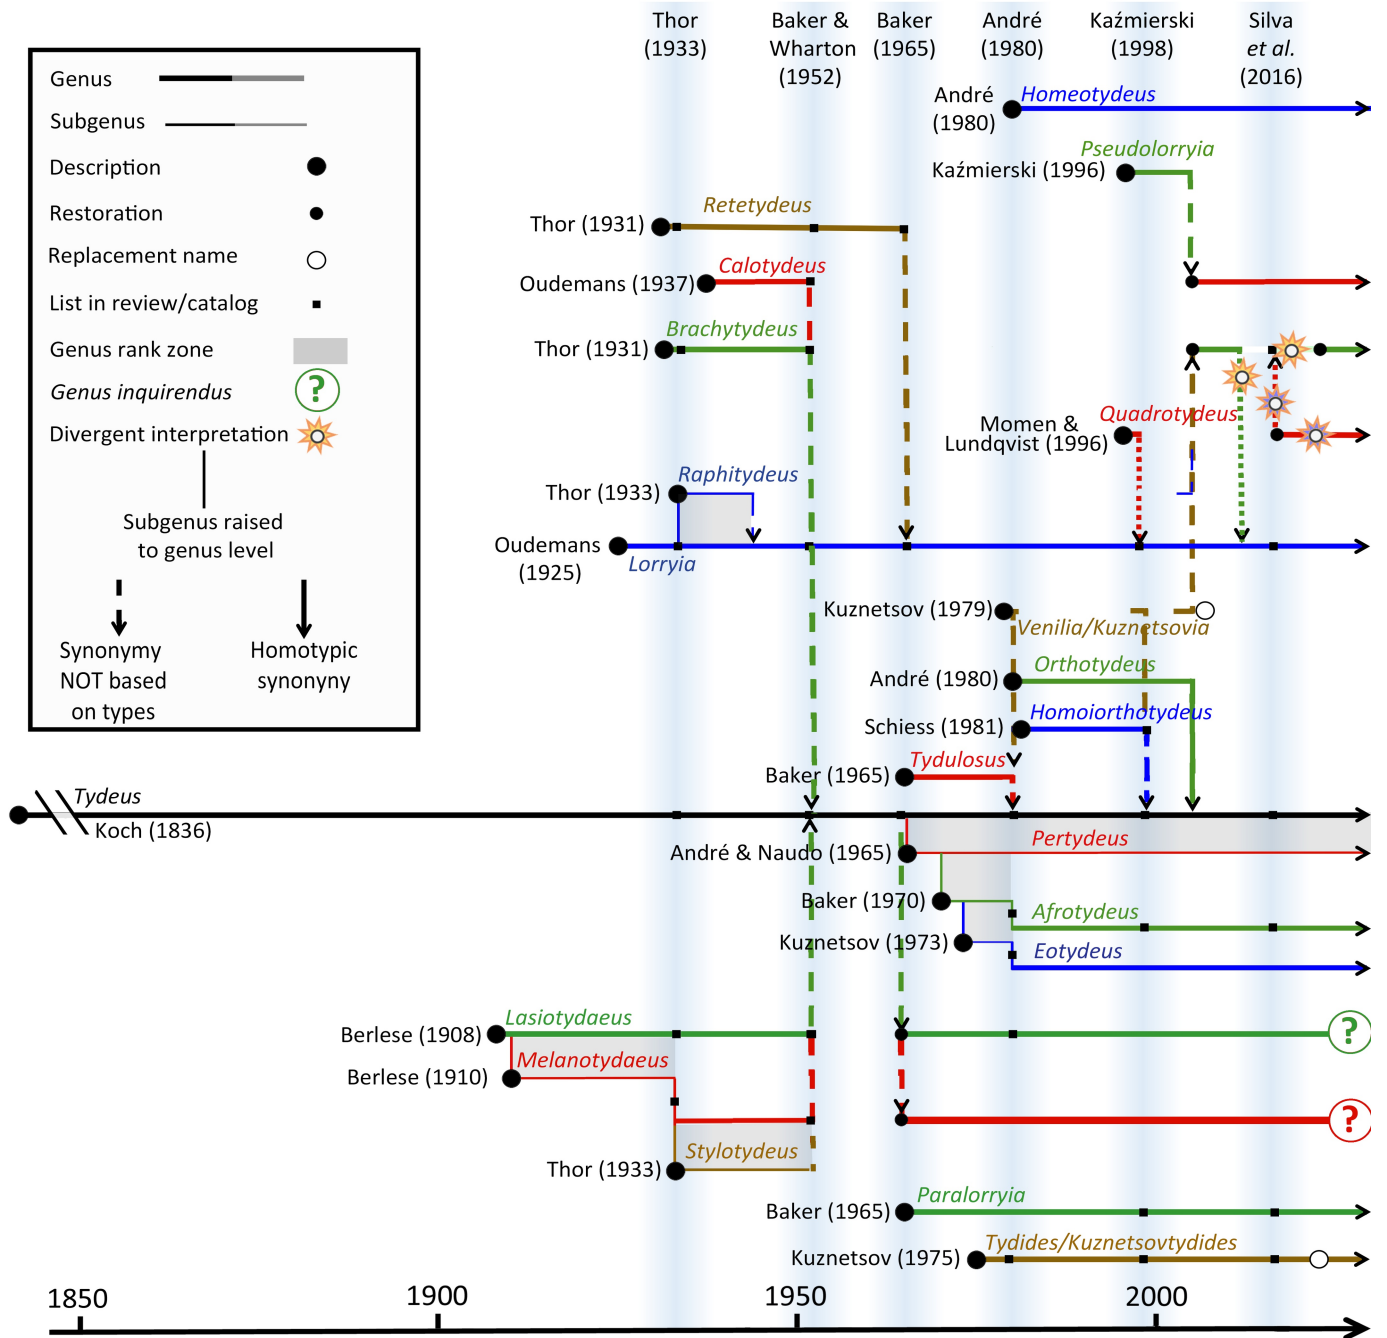 Thor
(1933)
Baker &
Wharton
(1952)
Baker
(1965)
André
(1980)
Kaźmierski
(1998)
Silva
et al.
(2016)
Genus
Subgenus
Description
Restoration
Replacement name
List in review/catalog
Genus rank zone
Genus inquirendus
?
Divergent interpretation
Subgenus raised
to genus level
Synonymy
NOT based
on types
Homotypic
synonyny
André
(1980)
Homeotydeus
Pseudolorryia
Kaźmierski (1996)
Retetydeus
Thor (1931)
Calotydeus
Oudemans (1937)
Brachytydeus
Thor (1931)
Quadrotydeus
Momen &
Lundqvist (1996)
Raphitydeus
Thor (1933)
Oudemans
(1925)
Lorryia
Kuznetsov (1979)
Venilia/Kuznetsovia
Orthotydeus
André (1980)
Homoiorthotydeus
Schiess (1981)
Tydulosus
Baker (1965)
Tydeus
Koch (1836)
Pertydeus
André & Naudo (1965)
Baker (1970)
Afrotydeus
Kuznetsov (1973)
Eotydeus
Lasiotydaeus
Berlese (1908)
?
Melanotydaeus
Berlese (1910)
?
Stylotydeus
Thor (1933)
Paralorryia
Baker (1965)
Tydides/Kuznetsovtydides
Kuznetsov (1975)
1850
1900
1950
2000